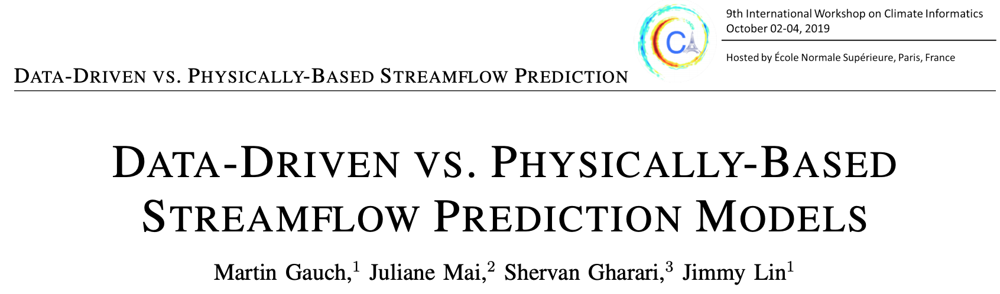 9th International Workshop on Climate Informatics
October 02-04, 2019
Hosted by École Normale Supérieure, Paris, France
C
DATA-DRIVEN VS. PHYSICALLY-BASED STREAMFLOW PREDICTION
DATA-DRIVEN VS. PHYSICALLY-BASED
STREAMFLOW PREDICTION MODELS
Martin Gauch,1 Juliane Mai,2 Shervan Gharari,3 Jimmy Lin1